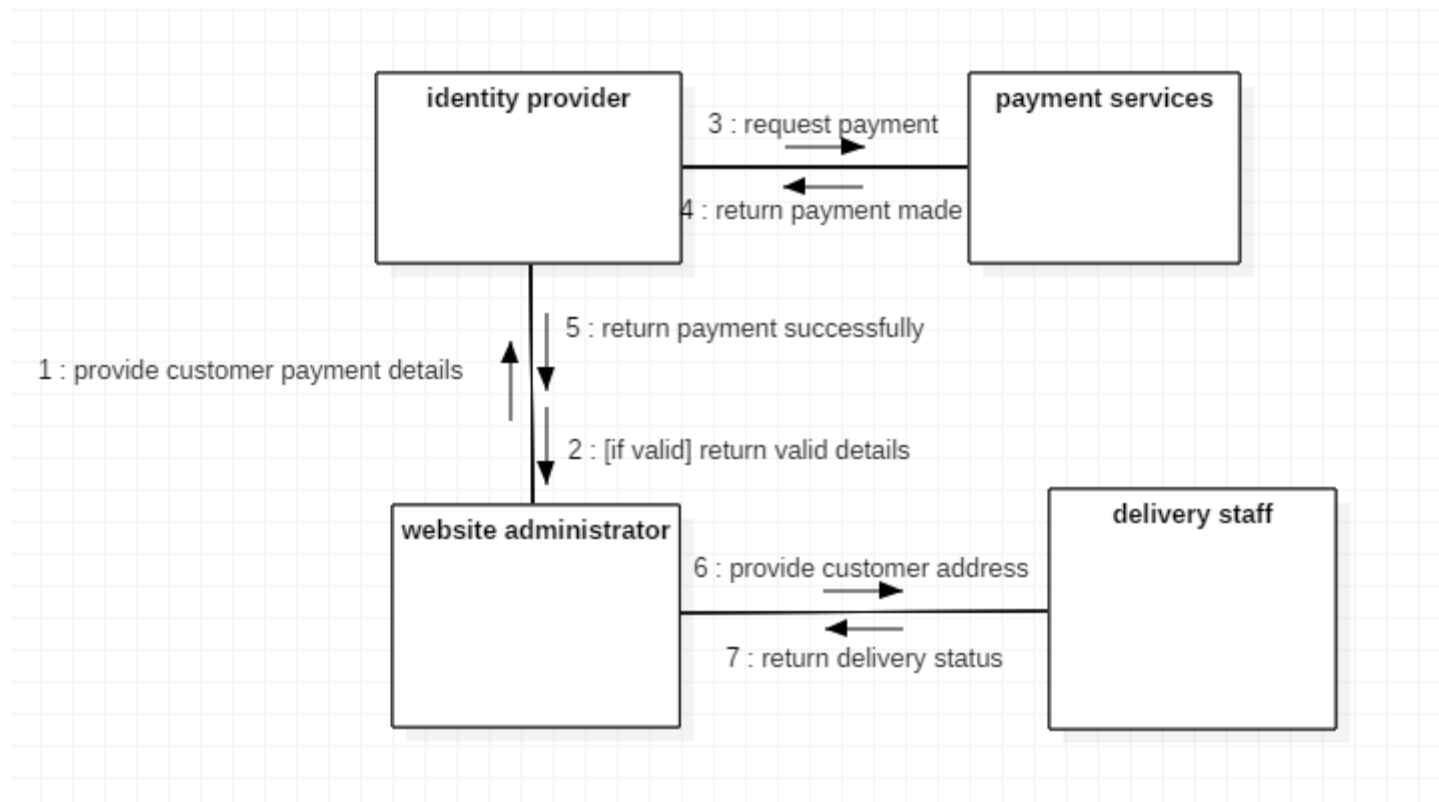 identity provider
payment services
3 : request payment
4 : return payment made
5 : return payment successfully
1 : provide customer payment details
2 : [if valid] return valid details
website administrator
delivery staff
6 : provide customer address
7 : return delivery status